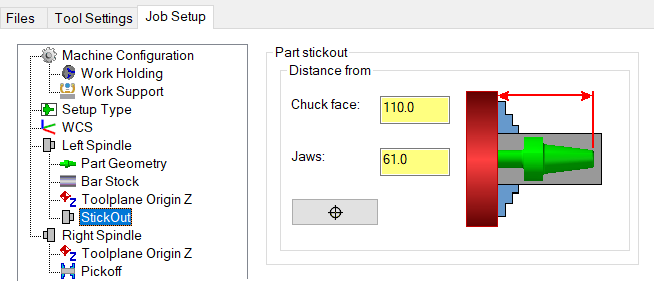 Files Tool Settings Job Setup
Machine Configuration
Work Holding
Work Support
Setup Type
WCS
Left Spindle
Part Geometry
Bar Stock
Toolplane Origin Z
StickOut
Right Spindle
Toolplane Origin Z
Pickoff
Part stickout
Distance from
Chuck face: 110.0
Jaws: 61.0